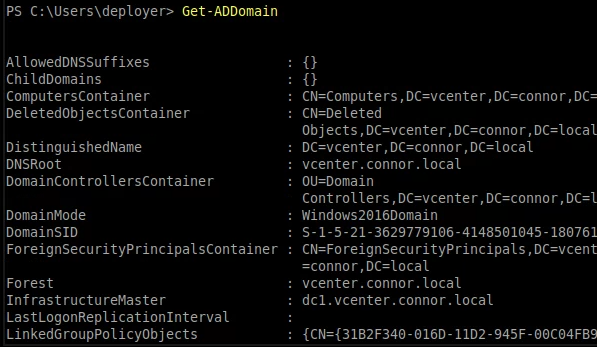 PS C:\Users\deployer> Get-ADDomain
AllowedDNSSuffixes : {}
ChildDomains : {}
ComputersContainer : CN=Computers,DC=vcenter,DC=connor,DC=
DeletedObjectsContainer : CN=Deleted
Objects,DC=vcenter,DC=connor,DC=local
DistinguishedName : DC=vcenter,DC=connor,DC=local
DNSRoot : vcenter.connor.local
DomainControllersContainer : OU=Domain
Controllers,DC=vcenter,DC=connor,DC=l
DomainMode : Windows2016Domain
DomainSID : S-1-5-21-3629779106-4148501045-180761
ForeignSecurityPrincipalsContainer : CN=ForeignSecurityPrincipals,DC=vcent
=connor,DC=local
Forest : vcenter.connor.local
InfrastructureMaster : dc1.vcenter.connor.local
LastLogonReplicationInterval :
LinkedGroupPolicyObjects : {CN={31B2F340-016D-11D2-945F-00C04FB9